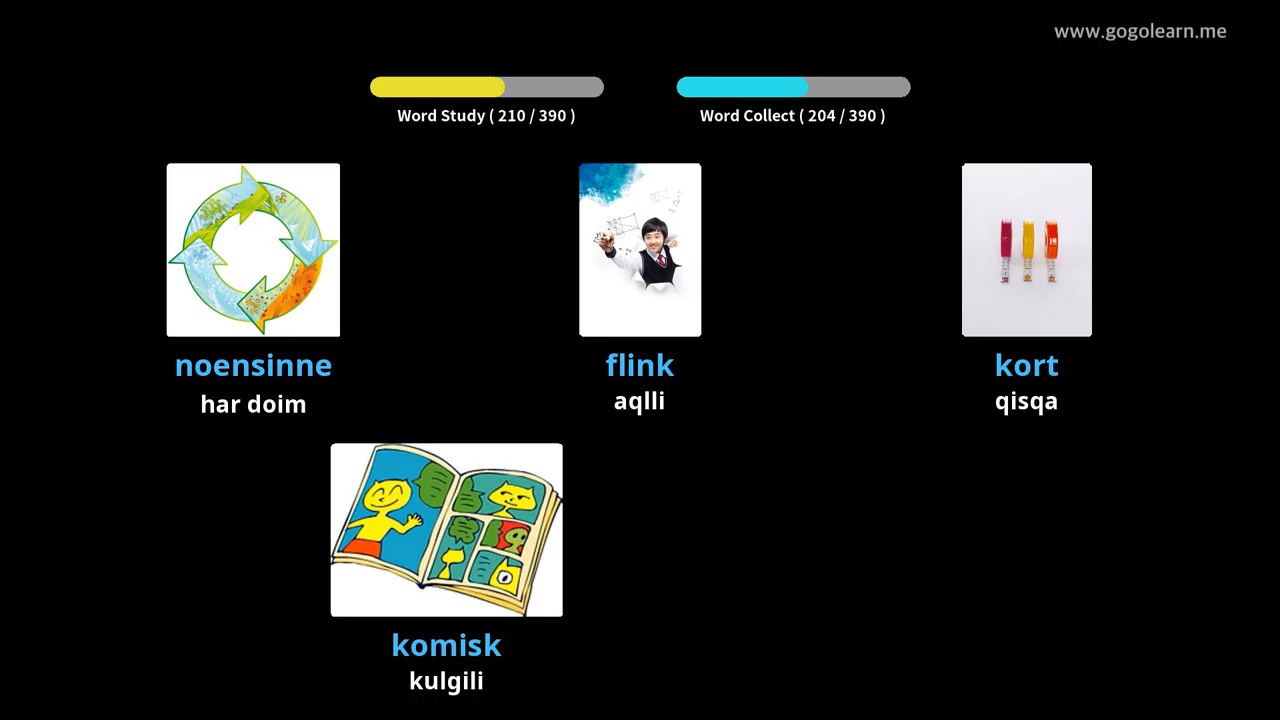 www.gogolearn.me
Word Study ( 210 / 390 )
Word Collect ( 204 / 390 )
noensinne
har doim
flink
aqlli
kort
qisqa
komisk
kulgili